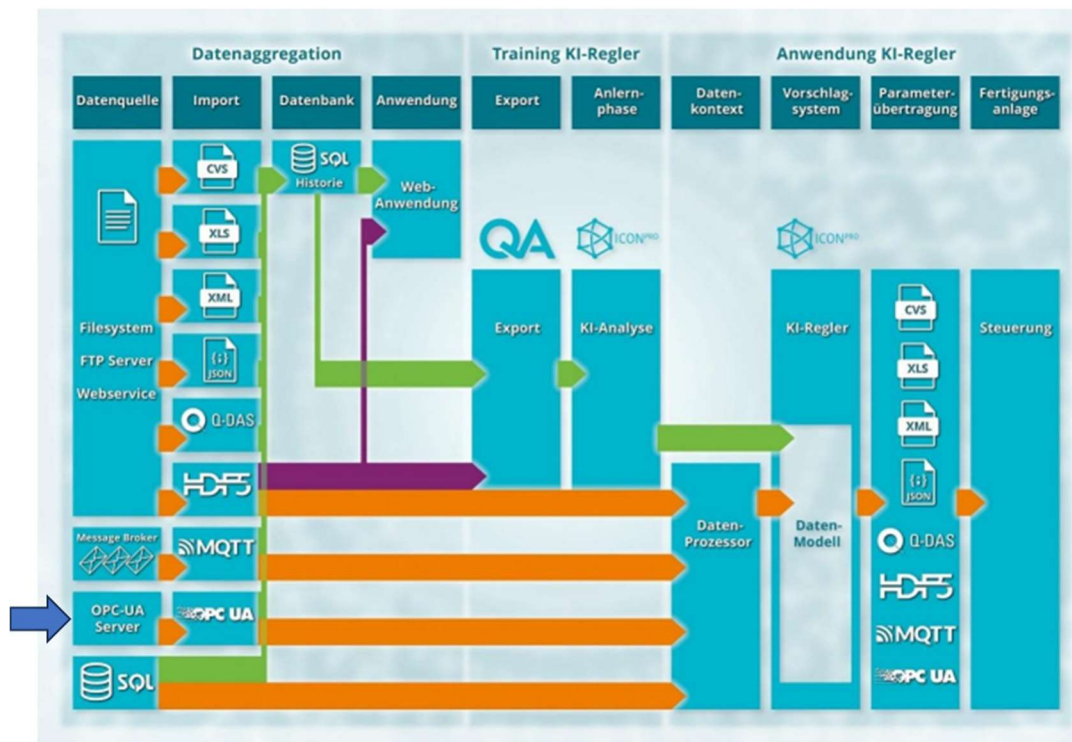 Datenaggregation
Training KI-Regler
Anwendung KI-Regler
Datenquelle
Import
Datenbank
Anwendung
Export
Anlern-
phase
Daten-
kontext
Vorschlag-
system
Parameter-
übertragung
Fertigungs-
anlage
Filesystem
FTP Server
Webservice
CVS
XLS
XML
{;}
JSON
Q-DAS
HDF5
SQL
Historie
Web-
Anwendung
QA
Export
ICONPRO
KI-Analyse
Daten-
Prozessor
ICONPRO
KI-Regler
Daten-
Modell
CVS
XLS
XML
{;}
JSON
Q-DAS
HDF5
MQTT
OPC UA
Steuerung
Message Broker
MQTT
OPC-UA
Server
OPC UA
SQL